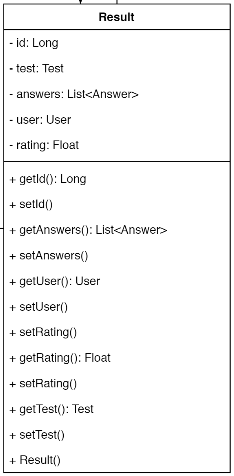 Result
- id: Long
- test: Test
- answers: List<Answer>
- user: User
- rating: Float
+ getId(): Long
+ setId()
+ getAnswers(): List<Answer>
+ setAnswers()
+ getUser(): User
+ setUser()
+ setRating()
+ getRating(): Float
+ setRating()
+ getTest(): Test
+ setTest()
+ Result()